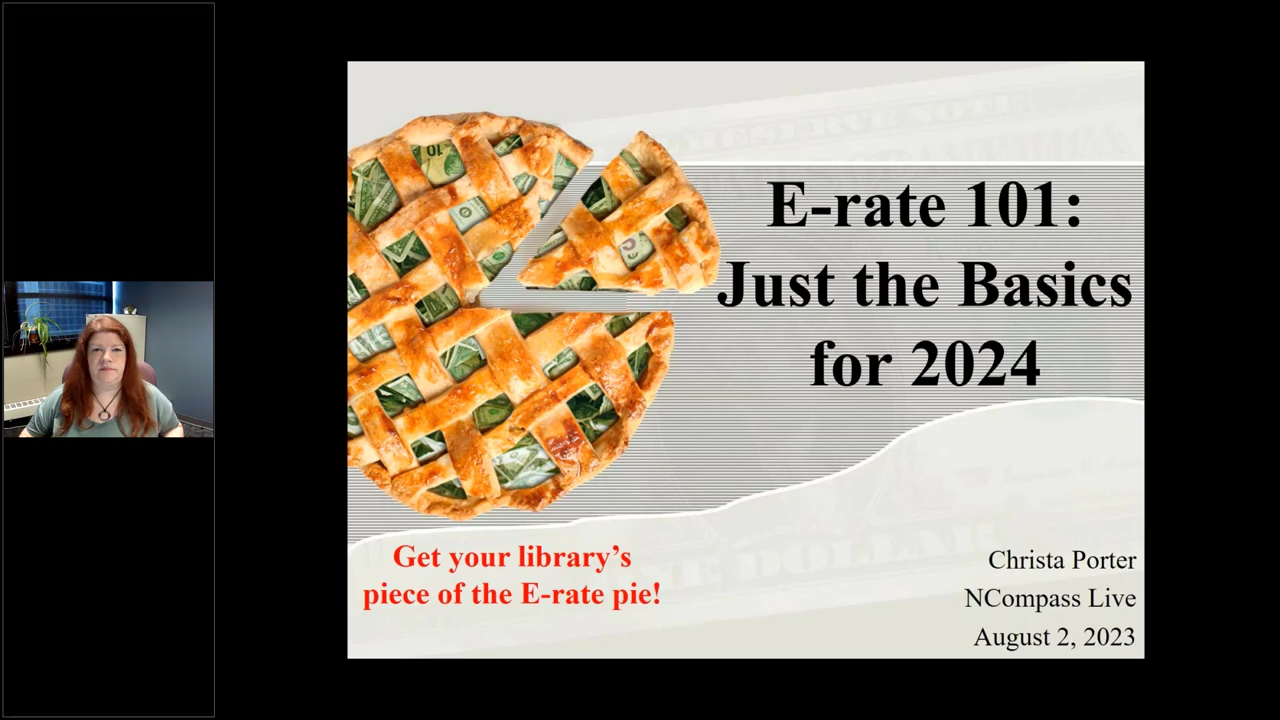 E-rate 101:
Just the Basics
for 2024
Get your library's
piece of the E-rate pie!
Christa Porter
NCompass Live
August 2, 2023